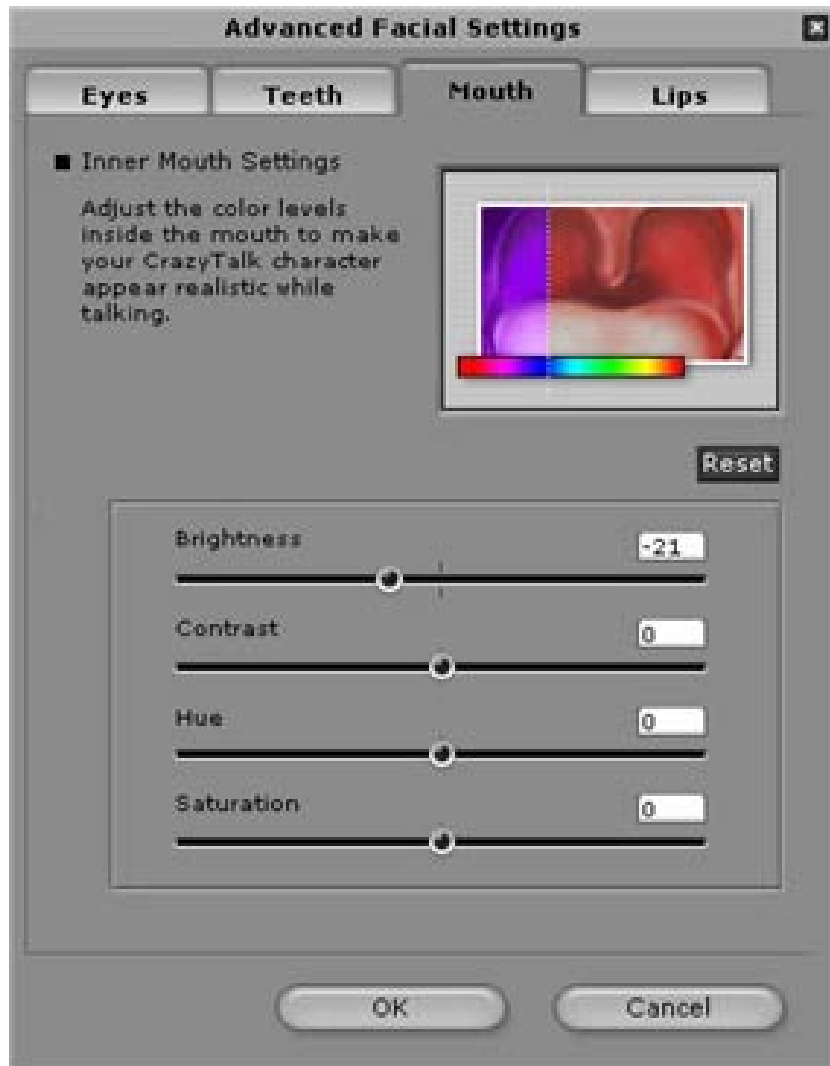 Advanced Facial Settings
Eyes
Teeth
Mouth
Lips
Inner Mouth Settings
Adjust the color levels
inside the mouth to make
your CrazyTalk character
appear realistic while
talking.
Reset
Brightness
-21
Contrast
0
Hue
0
Saturation
0
OK
Cancel